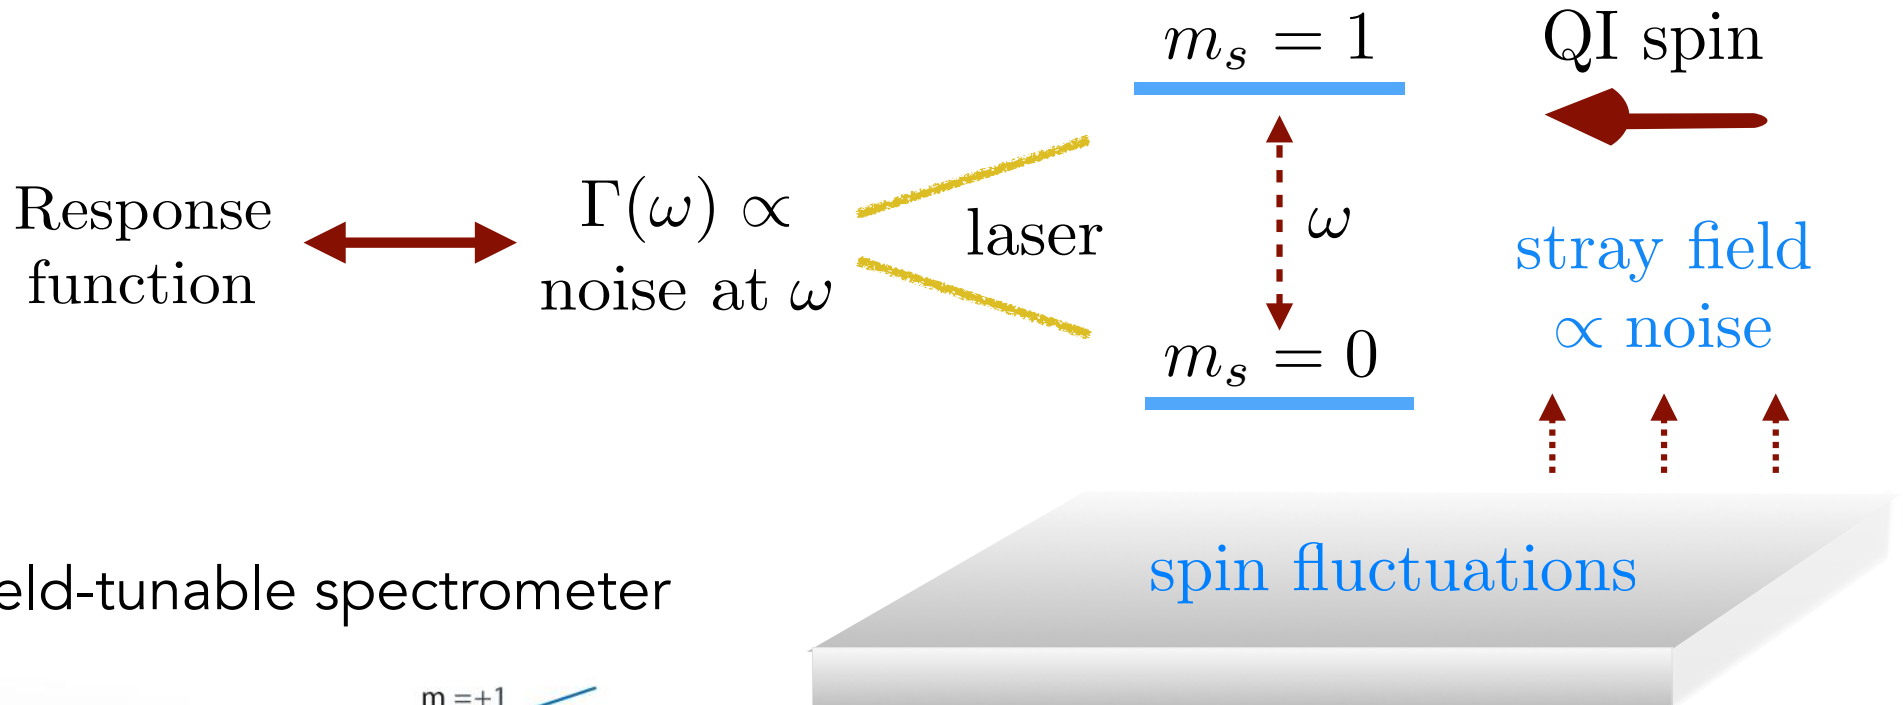 Response
function
Γ(ω) ∝
noise at ω
laser
m_s = 1
ω
m_s = 0
QI spin
stray field
∝ noise
spin fluctuations
eld-tunable spectrometer
m =+1